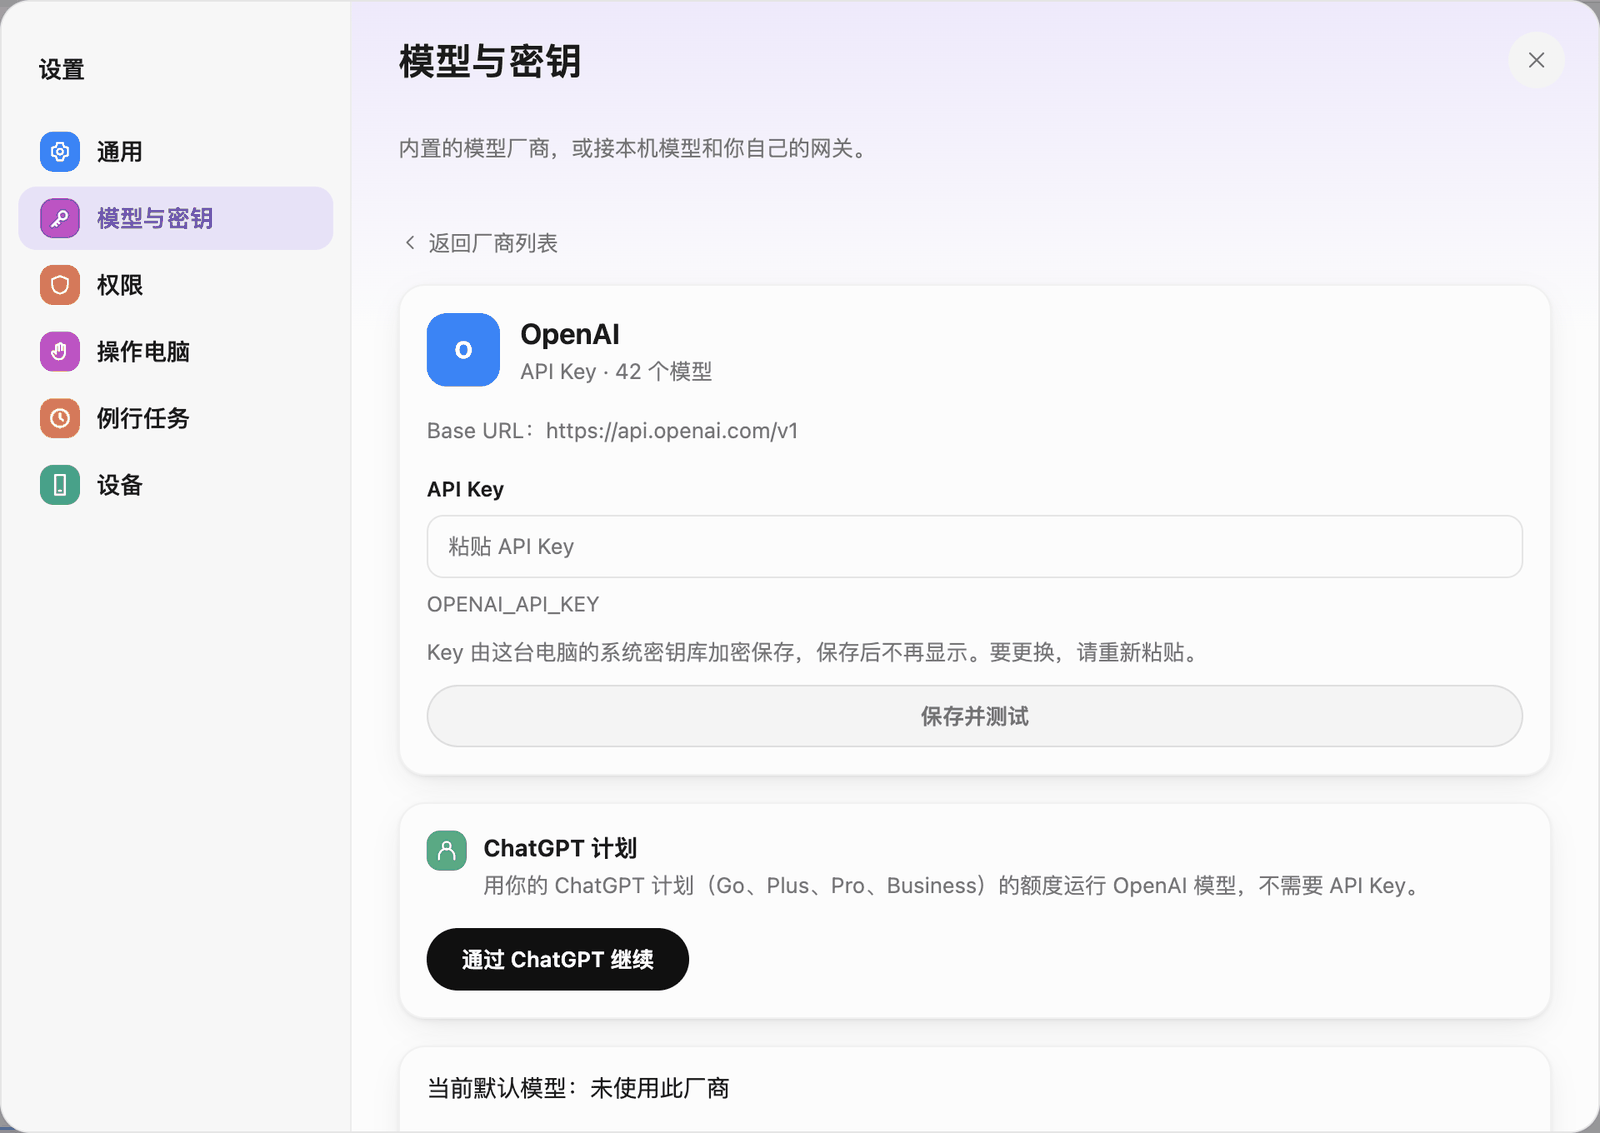 设置
通用
模型与密钥
权限
操作电脑
例行任务
设备
模型与密钥
内置的模型厂商，或接本机模型和你自己的网关。
返回厂商列表
O
OpenAI
API Key · 42 个模型
Base URL：https://api.openai.com/v1
API Key
粘贴 API Key
OPENAI_API_KEY
Key 由这台电脑的系统密钥库加密保存，保存后不再显示。要更换，请重新粘贴。
保存并测试
ChatGPT 计划
用你的 ChatGPT 计划（Go、Plus、Pro、Business）的额度运行 OpenAI 模型，不需要 API Key。
通过 ChatGPT 继续
当前默认模型：未使用此厂商